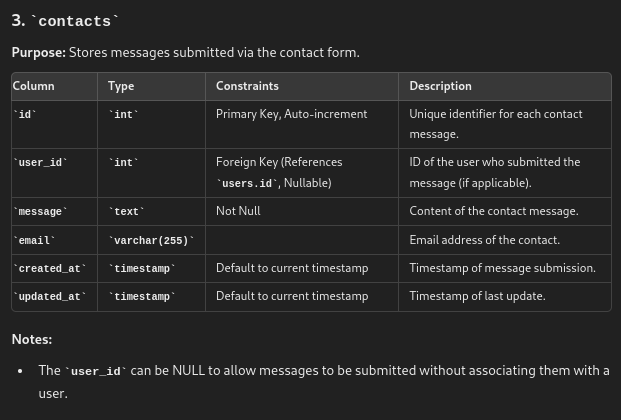 3. `contacts`
Purpose: Stores messages submitted via the contact form.
Column Type Constraints Description
`id` `int` Primary Key, Auto-increment Unique identifier for each contact
message.
`user_id` `int` Foreign Key (References ID of the user who submitted the
`users.id`, Nullable) message (if applicable).
`message` `text` Not Null Content of the contact message.
`email` `varchar(255)` Email address of the contact.
`created_at` `timestamp` Default to current timestamp Timestamp of message submission.
`updated_at` `timestamp` Default to current timestamp Timestamp of last update.
Notes:
• The `user_id` can be NULL to allow messages to be submitted without associating them with a
user.